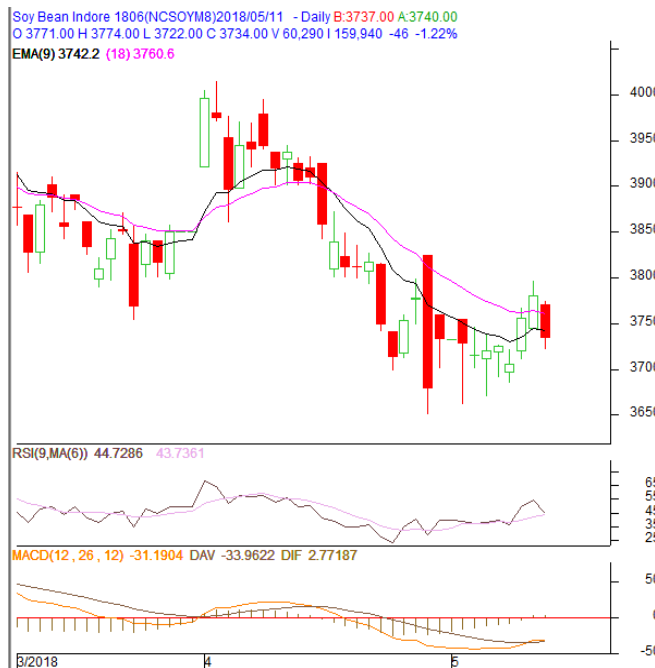 Soy Bean Indore 1806(NCSOYM8)2018/05/11 - Daily B:3737.00 A:3740.00
O 3771.00 H 3774.00 L 3722.00 C 3734.00 V 60,290 I 159,940 -46 -1.22%
EMA(9) 3742.2 (18) 3760.6
4000
3950
3900
3850
3800
3750
3700
3650
RSI(9,MA(6)) 44.7286 43.7361
65
55
45
35
25
MACD(12 , 26 , 12) -31.1904 DAV -33.9622 DIF 2.77187
50
0
-50
3/2018 4 5